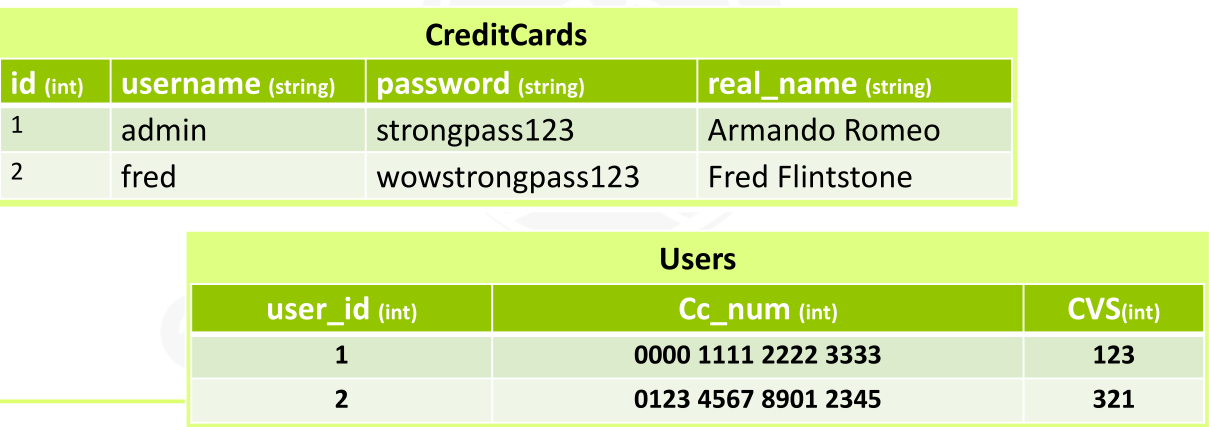 CreditCards
id (int) username (string) password (string) real_name (string)
1 admin strongpass123 Armando Romeo
2 fred wowstrongpass123 Fred Flintstone
Users
user_id (int) Cc_num (int) CVS(int)
1 0000 1111 2222 3333 123
2 0123 4567 8901 2345 321